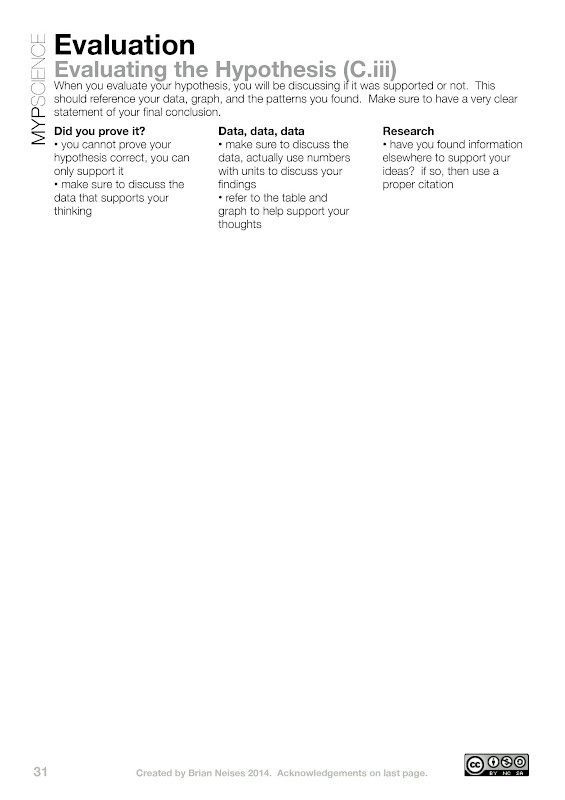 MYPSCIENCE
Evaluation
Evaluating the Hypothesis (C.iii)
When you evaluate your hypothesis, you will be discussing if it was supported or not.  This
should reference your data, graph, and the patterns you found.  Make sure to have a very clear
statement of your final conclusion.
Did you prove it?
• you cannot prove your
hypothesis correct, you can
only support it
• make sure to discuss the
data that supports your
thinking
Data, data, data
• make sure to discuss the
data, actually use numbers
with units to discuss your
findings
• refer to the table and
graph to help support your
thoughts
Research
• have you found information
elsewhere to support your
ideas?  if so, then use a
proper citation
31
Created by Brian Neises 2014.  Acknowledgements on last page.
cc
BY NC SA